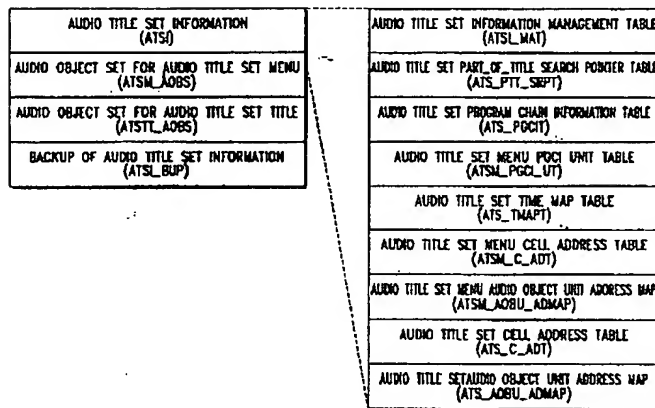 AUDIO TITLE SET INFORMATION
(ATSI)
AUDIO OBJECT SET FOR AUDIO TITLE SET MENU
(ATSM_AOBS)
AUDIO OBJECT SET FOR AUDIO TITLE SET TITLE
(ATSTT_AOBS)
BACKUP OF AUDIO TITLE SET INFORMATION
(ATSI_BUP)
AUDIO TITLE SET INFORMATION MANAGEMENT TABLE
(ATSI_MAT)
AUDIO TITLE SET PART_OF_TITLE SEARCH POINTER TABLE
(ATS_PTT_SRPT)
AUDIO TITLE SET PROGRAM CHAIN INFORMATION TABLE
(ATS_PGCIT)
AUDIO TITLE SET MENU PGCI UNIT TABLE
(ATSM_PGCI_UT)
AUDIO TITLE SET TIME MAP TABLE
(ATS_TMAPT)
AUDIO TITLE SET MENU CELL ADDRESS TABLE
(ATSM_C_ADT)
AUDIO TITLE SET MENU AUDIO OBJECT UNIT ADDRESS MAP
(ATSM_AOBU_ADMAP)
AUDIO TITLE SET CELL ADDRESS TABLE
(ATS_C_ADT)
AUDIO TITLE SETAUDIO OBJECT UNIT ADDRESS MAP
(ATS_AOBU_ADMAP)